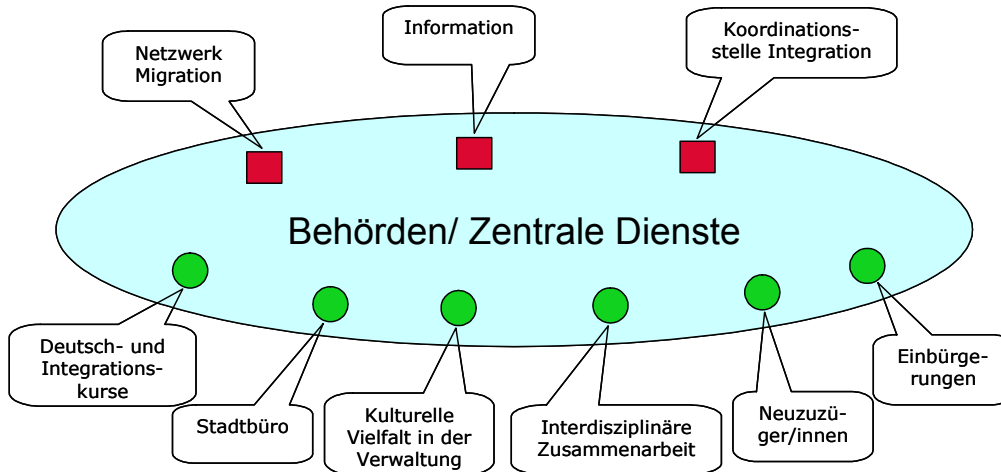 Netzwerk
Migration
Information
Koordinations-
stelle Integration
Behörden/ Zentrale Dienste
Deutsch- und
Integrations-
kurse
Stadtbüro
Kulturelle
Vielfalt in der
Verwaltung
Interdisziplinäre
Zusammenarbeit
Neuzuzü-
ger/innen
Einbürge-
rungen